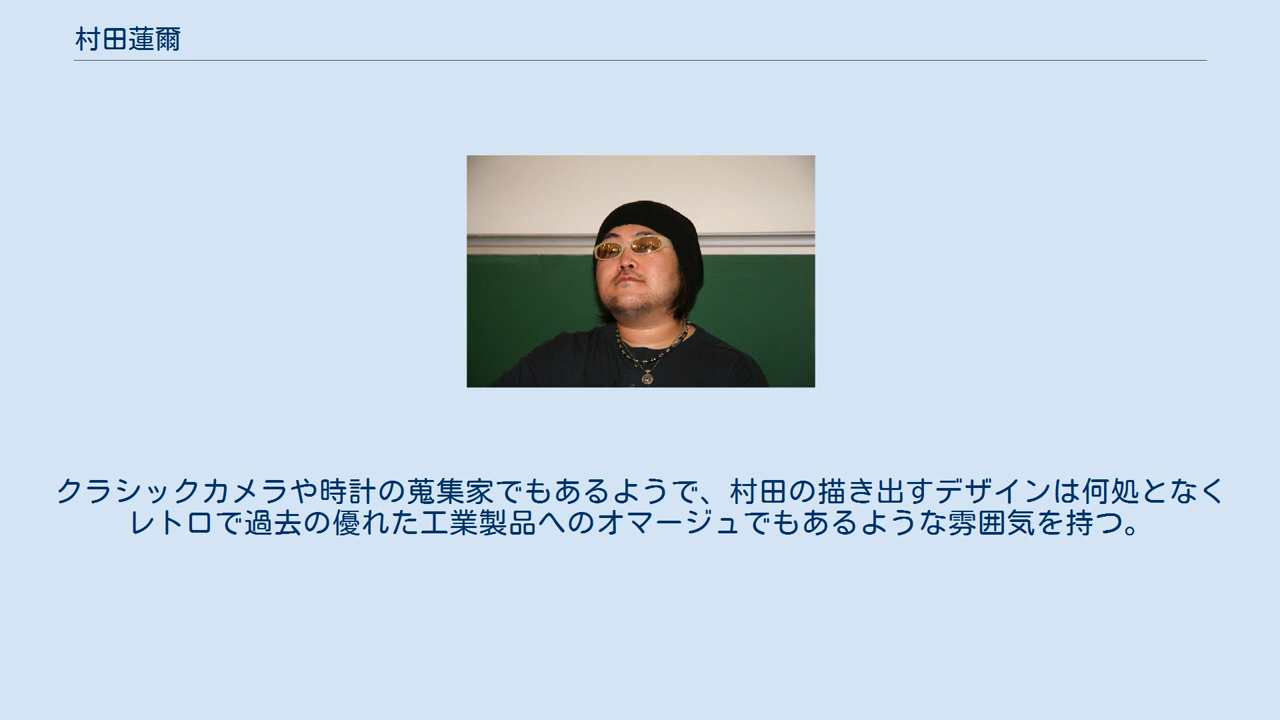 村田蓮爾
クラシックカメラや時計の蒐集家でもあるようで、村田の描き出すデザインは何処となく
レトロで過去の優れた工業製品へのオマージュでもあるような雰囲気を持つ。